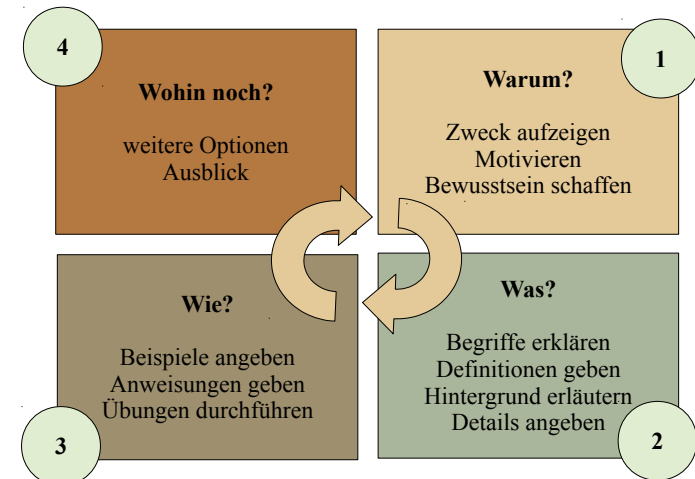 4
Wohin noch?
weitere Optionen
Ausblick
1
Warum?
Zweck aufzeigen
Motivieren
Bewusstsein schaffen
Wie?
Beispiele angeben
Anweisungen geben
Übungen durchführen
3
Was?
Begriffe erklären
Definitionen geben
Hintergrund erläutern
Details angeben
2